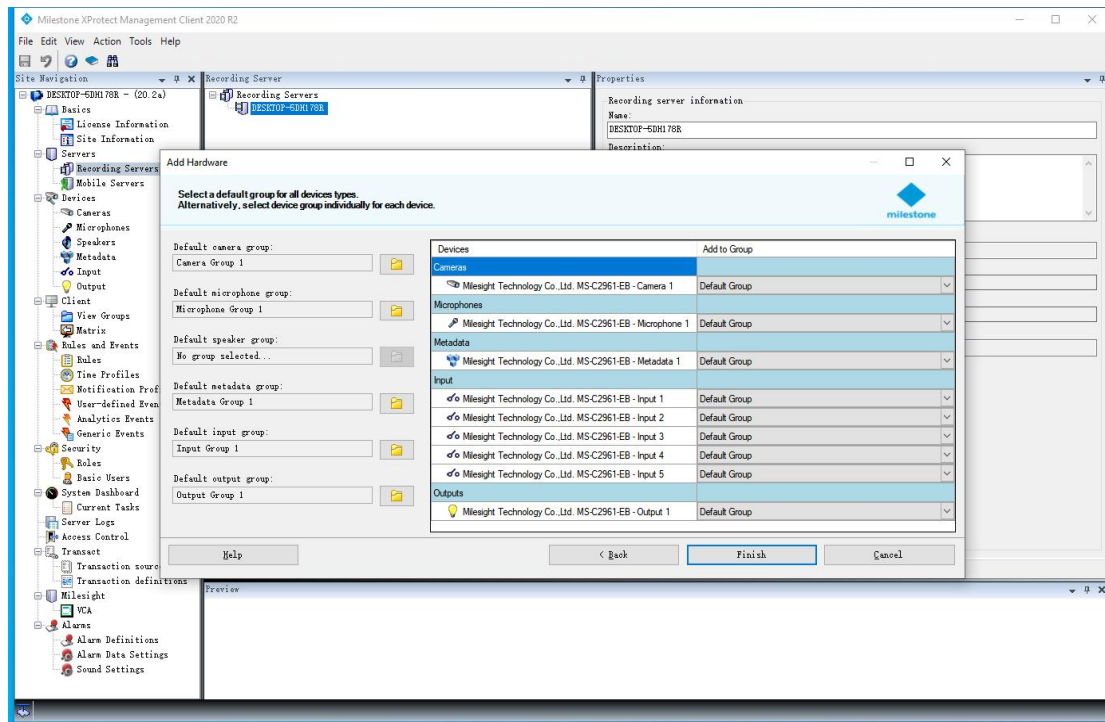 Milestone XProtect Management Client 2020 R2
File Edit View Action Tools Help
Site Navigation
DESKTOP-5DH178R - (20.2a)
Basics
License Information
Site Information
Servers
Recording Servers
Mobile Servers
Devices
Cameras
Microphones
Speakers
Metadata
Input
Output
Client
View Groups
Matrix
Rules and Events
Rules
Time Profiles
Notification Prof
User-defined Even
Analytics Events
Generic Events
Security
Roles
Basic Users
System Dashboard
Current Tasks
Server Logs
Access Control
Transact
Transaction sourc
Transaction definitions
Milesight
VCA
Alarms
Alarm Definitions
Alarm Data Settings
Sound Settings
Recording Server
Recording Servers
DESKTOP-5DH178R
Properties
Recording server information
Name:
DESKTOP-5DH178R
Description:
Add Hardware
Select a default group for all devices types.
Alternatively, select device group individually for each device.
milestone
Default camera group:
Camera Group 1
Default microphone group:
Microphone Group 1
Default speaker group:
No group selected...
Default metadata group:
Metadata Group 1
Default input group:
Input Group 1
Default output group:
Output Group 1
Devices Add to Group
Cameras
Milesight Technology Co.,Ltd. MS-C2961-EB - Camera 1 Default Group
Microphones
Milesight Technology Co.,Ltd. MS-C2961-EB - Microphone 1 Default Group
Metadata
Milesight Technology Co.,Ltd. MS-C2961-EB - Metadata 1 Default Group
Input
Milesight Technology Co.,Ltd. MS-C2961-EB - Input 1 Default Group
Milesight Technology Co.,Ltd. MS-C2961-EB - Input 2 Default Group
Milesight Technology Co.,Ltd. MS-C2961-EB - Input 3 Default Group
Milesight Technology Co.,Ltd. MS-C2961-EB - Input 4 Default Group
Milesight Technology Co.,Ltd. MS-C2961-EB - Input 5 Default Group
Outputs
Milesight Technology Co.,Ltd. MS-C2961-EB - Output 1 Default Group
Help
< Back
Finish
Cancel
Preview